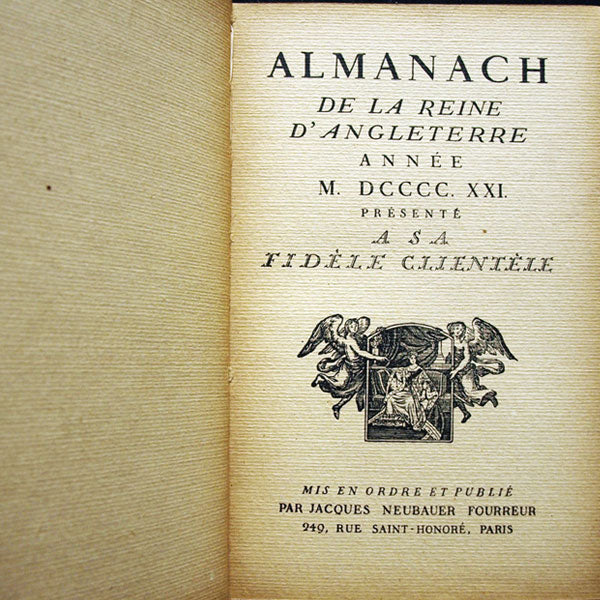 ALMANACH
DE LA REINE
D'ANGLETERRE
ANNÉE
M. DCCCC. XXI.
PRÉSENTÉ
A SA
FIDÈLE CLIENTÈLE
MIS EN ORDRE ET PUBLIÉ
PAR JACQUES NEUBAUER FOURREUR
249, RUE SAINT-HONORÉ, PARIS